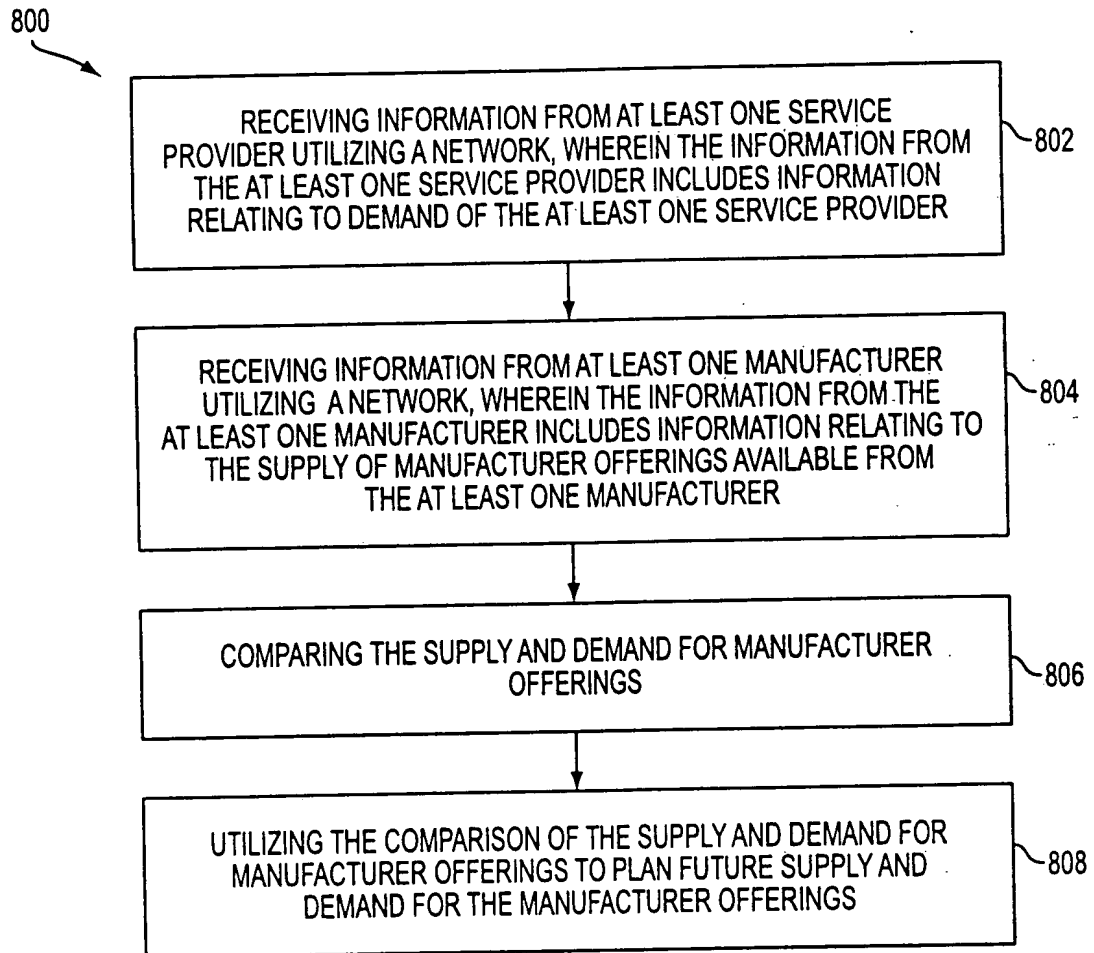 800
RECEIVING INFORMATION FROM AT LEAST ONE SERVICE
PROVIDER UTILIZING A NETWORK, WHEREIN THE INFORMATION FROM
THE AT LEAST ONE SERVICE PROVIDER INCLUDES INFORMATION
RELATING TO DEMAND OF THE AT LEAST ONE SERVICE PROVIDER
802
RECEIVING INFORMATION FROM AT LEAST ONE MANUFACTURER
UTILIZING A NETWORK, WHEREIN THE INFORMATION FROM THE
AT LEAST ONE MANUFACTURER INCLUDES INFORMATION RELATING TO
THE SUPPLY OF MANUFACTURER OFFERINGS AVAILABLE FROM
THE AT LEAST ONE MANUFACTURER
804
COMPARING THE SUPPLY AND DEMAND FOR MANUFACTURER
OFFERINGS
806
UTILIZING THE COMPARISON OF THE SUPPLY AND DEMAND FOR
MANUFACTURER OFFERINGS TO PLAN FUTURE SUPPLY AND
DEMAND FOR THE MANUFACTURER OFFERINGS
808